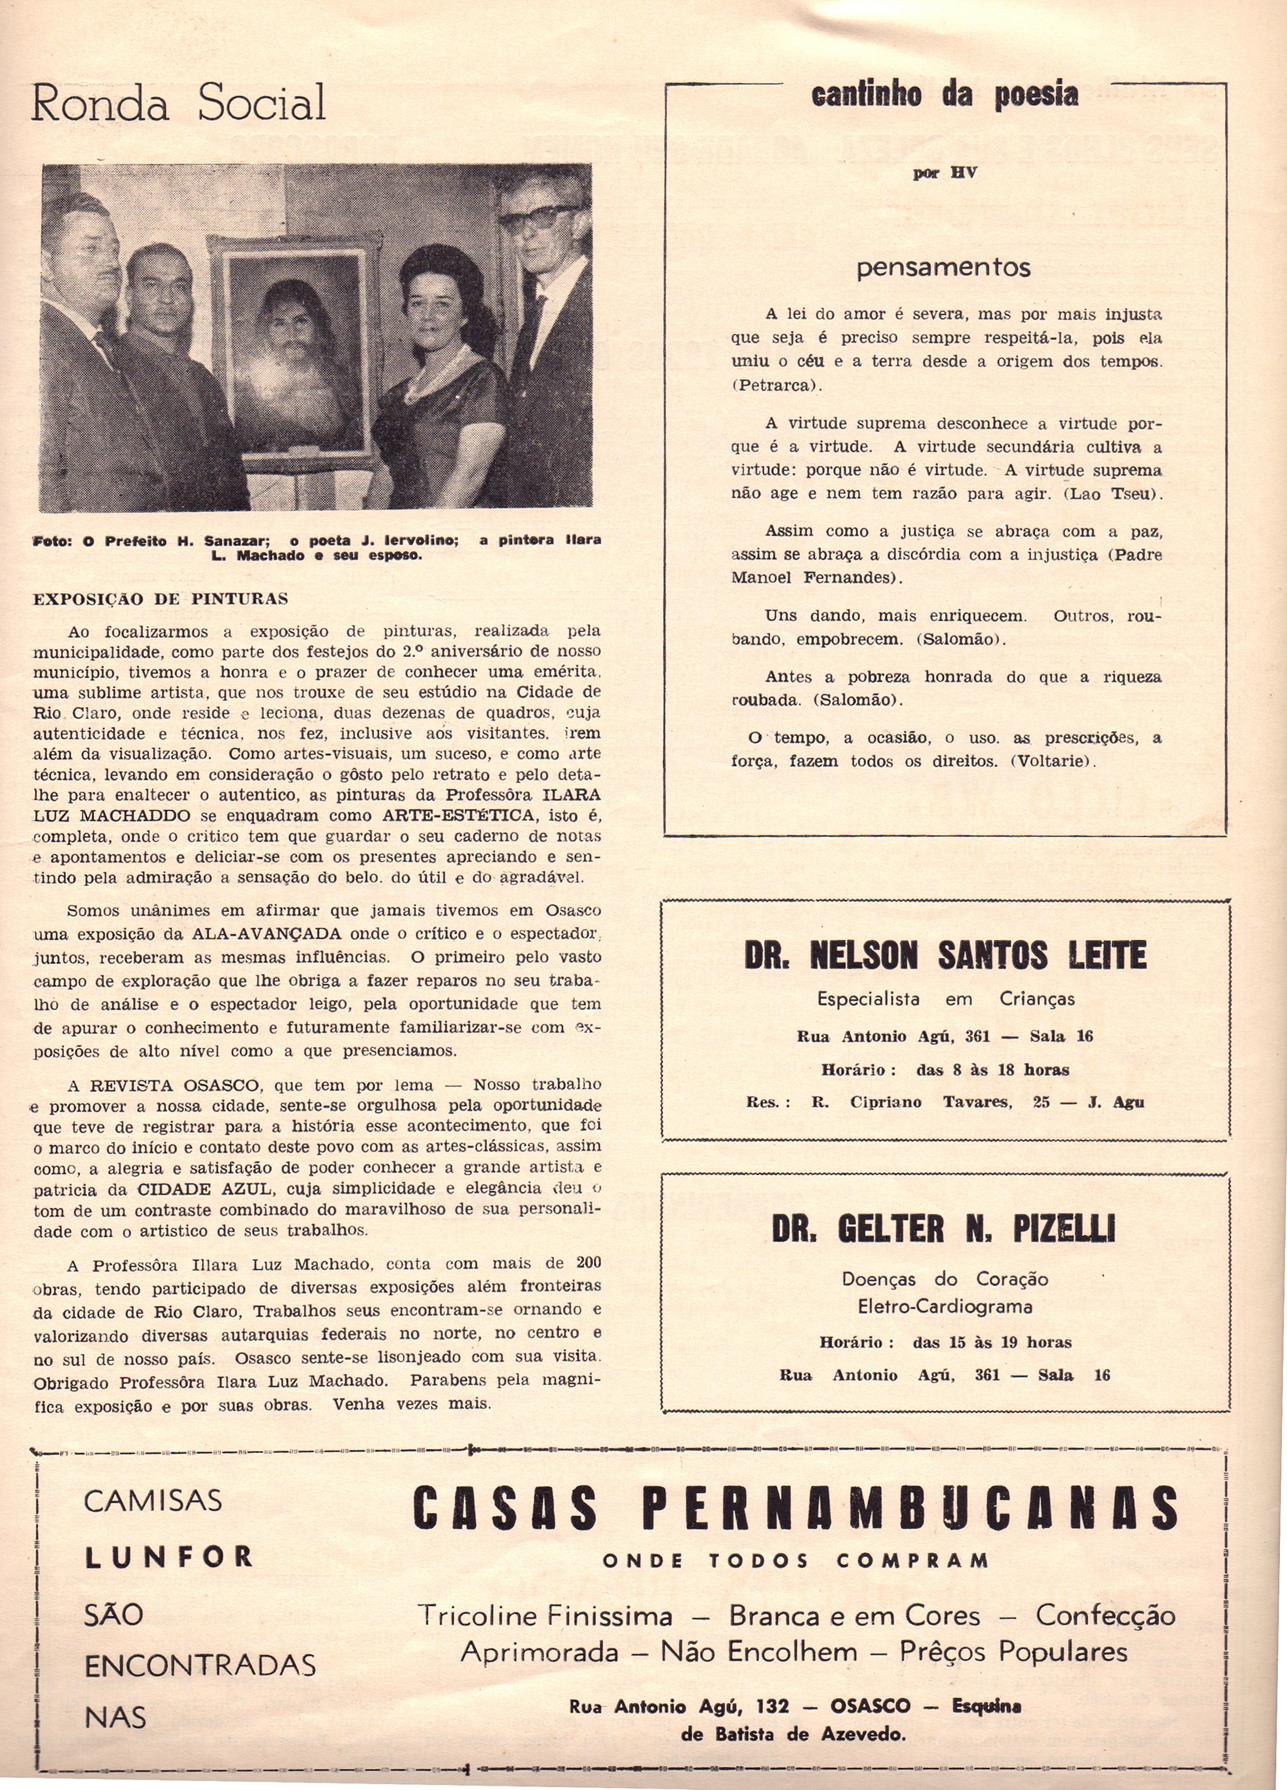 Ronda Social
Foto: O Prefeito H. Sanazar; o poeta J. Iervolino; a pintora Ilara
L. Machado e seu esposo.
EXPOSIÇÃO DE PINTURAS
Ao focalizarmos a exposição de pinturas, realizada pela
municipalidade, como parte dos festejos do 2.º aniversário de nosso
município, tivemos a honra e o prazer de conhecer uma emérita,
uma sublime artista, que nos trouxe de seu estúdio na Cidade de
Rio Claro, onde reside e leciona, duas dezenas de quadros, cuja
autenticidade e técnica, nos fez, inclusive aos visitantes, irem
além da visualização. Como artes-visuais, um suceso, e como arte
técnica, levando em consideração o gôsto pelo retrato e pelo deta-
lhe para enaltecer o autentico, as pinturas da Professôra ILARA
LUZ MACHADDO se enquadram como ARTE-ESTÉTICA, isto é,
completa, onde o critico tem que guardar o seu caderno de notas
e apontamentos e deliciar-se com os presentes apreciando e sen-
tindo pela admiração a sensação do belo. do útil e do agradável.
Somos unânimes em afirmar que jamais tivemos em Osasco
uma exposição da ALA-AVANÇADA onde o crítico e o espectador,
juntos, receberam as mesmas influências. O primeiro pelo vasto
campo de exploração que lhe obriga a fazer reparos no seu traba-
lho de análise e o espectador leigo, pela oportunidade que tem
de apurar o conhecimento e futuramente familiarizar-se com ex-
posições de alto nível como a que presenciamos.
A REVISTA OSASCO, que tem por lema — Nosso trabalho
e promover a nossa cidade, sente-se orgulhosa pela oportunidade
que teve de registrar para a história esse acontecimento, que foi
o marco do início e contato deste povo com as artes-clássicas, assim
como, a alegria e satisfação de poder conhecer a grande artista e
patricia da CIDADE AZUL, cuja simplicidade e elegância deu o
tom de um contraste combinado do maravilhoso de sua personali-
dade com o artistico de seus trabalhos.
A Professôra Illara Luz Machado, conta com mais de 200
obras, tendo participado de diversas exposições além fronteiras
da cidade de Rio Claro, Trabalhos seus encontram-se ornando e
valorizando diversas autarquias federais no norte, no centro e
no sul de nosso país. Osasco sente-se lisonjeado com sua visita.
Obrigado Professôra Ilara Luz Machado. Parabens pela magni-
fica exposição e por suas obras. Venha vezes mais.
cantinho da poesia
por HV
pensamentos
A lei do amor é severa, mas por mais injusta
que seja é preciso sempre respeitá-la, pois ela
uniu o céu e a terra desde a origem dos tempos.
(Petrarca).
A virtude suprema desconhece a virtude por-
que é a virtude. A virtude secundária cultiva a
virtude: porque não é virtude. A virtude suprema
não age e nem tem razão para agir. (Lao Tseu).
Assim como a justiça se abraça com a paz,
assim se abraça a discórdia com a injustiça (Padre
Manoel Fernandes).
Uns dando, mais enriquecem. Outros, rou-
bando, empobrecem. (Salomão).
Antes a pobreza honrada do que a riqueza
roubada. (Salomão).
O tempo, a ocasião, o uso. as prescrições, a
força, fazem todos os direitos. (Voltarie).
DR. NELSON SANTOS LEITE
Especialista em Crianças
Rua Antonio Agú, 361 — Sala 16
Horário : das 8 às 18 horas
Res. : R. Cipriano Tavares, 25 — J. Agu
DR. GELTER N. PIZELLI
Doenças do Coração
Eletro-Cardiograma
Horário : das 15 às 19 horas
Rua Antonio Agú, 361 — Sala 16
CAMISAS
LUNFOR
SÃO
ENCONTRADAS
NAS
CASAS PERNAMBUCANAS
ONDE TODOS COMPRAM
Tricoline Finissima — Branca e em Cores — Confecção
Aprimorada — Não Encolhem — Prêços Populares
Rua Antonio Agú, 132 — OSASCO — Esquina
de Batista de Azevedo.